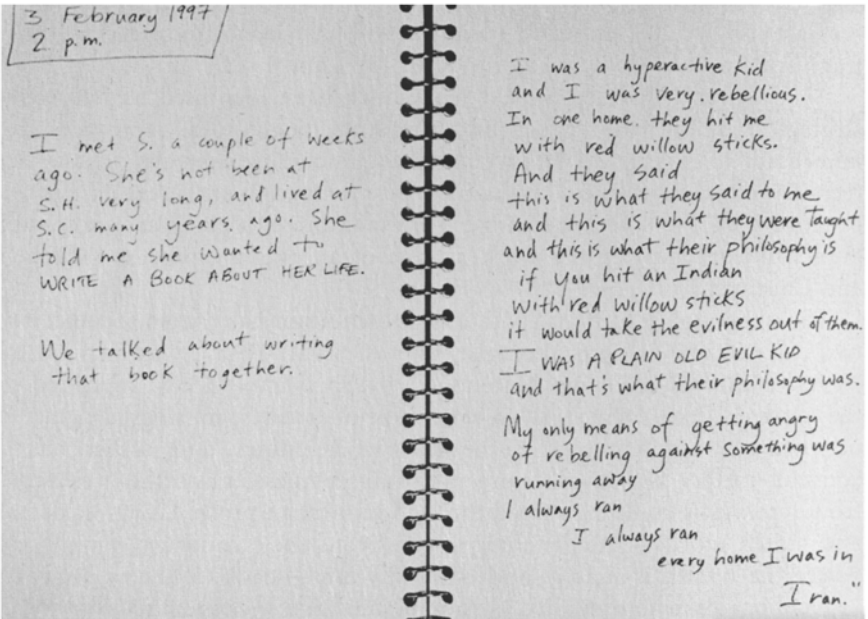 3 February 1997
2 p.m.
I met S. a couple of weeks
ago. She's not been at
S.H. very long, and lived at
S.C. many years ago. She
told me she wanted to
WRITE A BOOK ABOUT HER LIFE.
We talked about writing
that book together.
I was a hyperactive kid
and I was very rebellious.
In one home they hit me
with red willow sticks.
And they said
this is what they said to me
and this is what they were taught
and this is what their philosophy is
if you hit an Indian
with red willow sticks
it would take the evilness out of them.
I WAS A PLAIN OLD EVIL KID
and that's what their philosophy was.
My only means of getting angry
of rebelling against something was
running away
I always ran
I always ran
every home I was in
I ran."